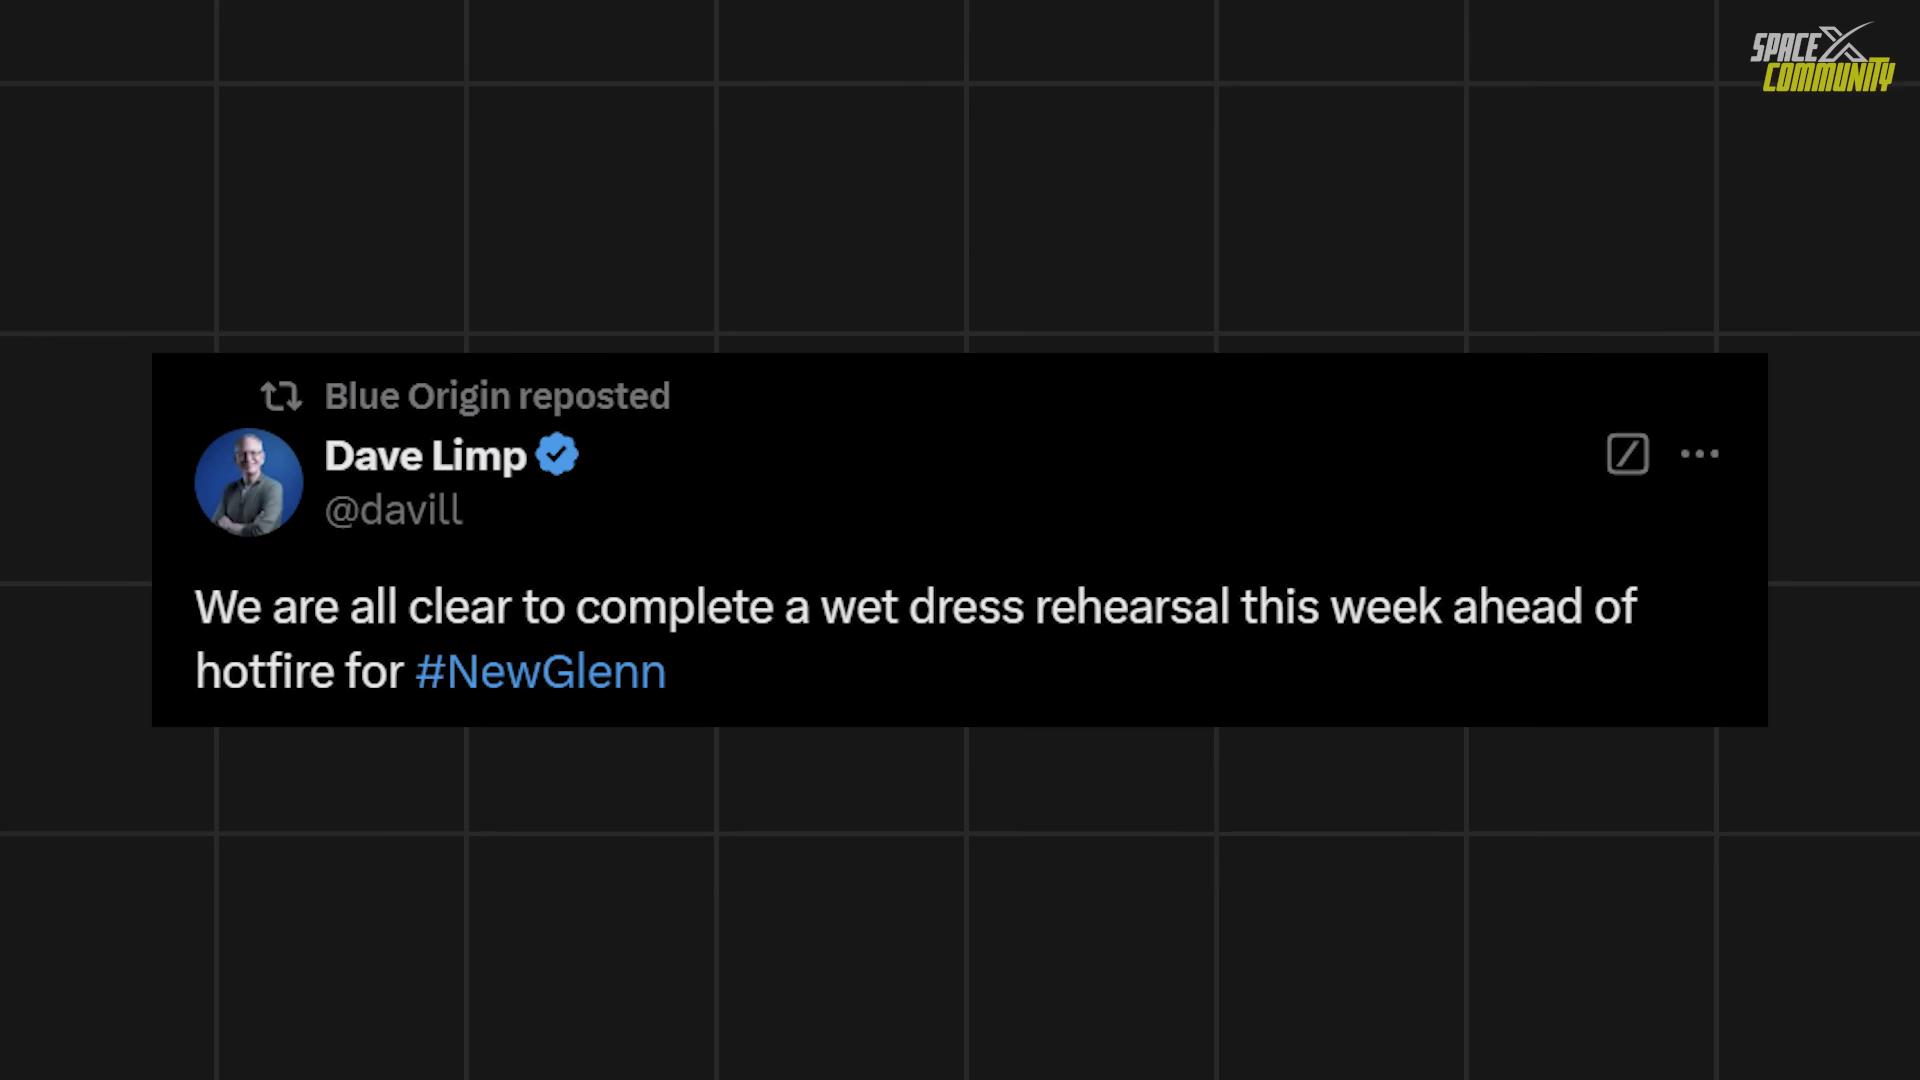 SPACEX
COMMUNITY
Blue Origin reposted
Dave Limp
@davill
We are all clear to complete a wet dress rehearsal this week ahead of
hotfire for #NewGlenn